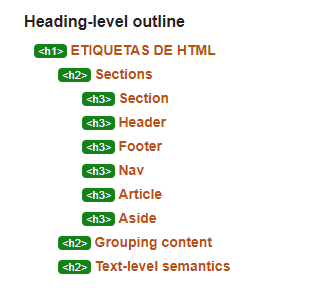 Heading-level outline
<h1> ETIQUETAS DE HTML
<h2> Sections
<h3> Section
<h3> Header
<h3> Footer
<h3> Nav
<h3> Article
<h3> Aside
<h2> Grouping content
<h2> Text-level semantics